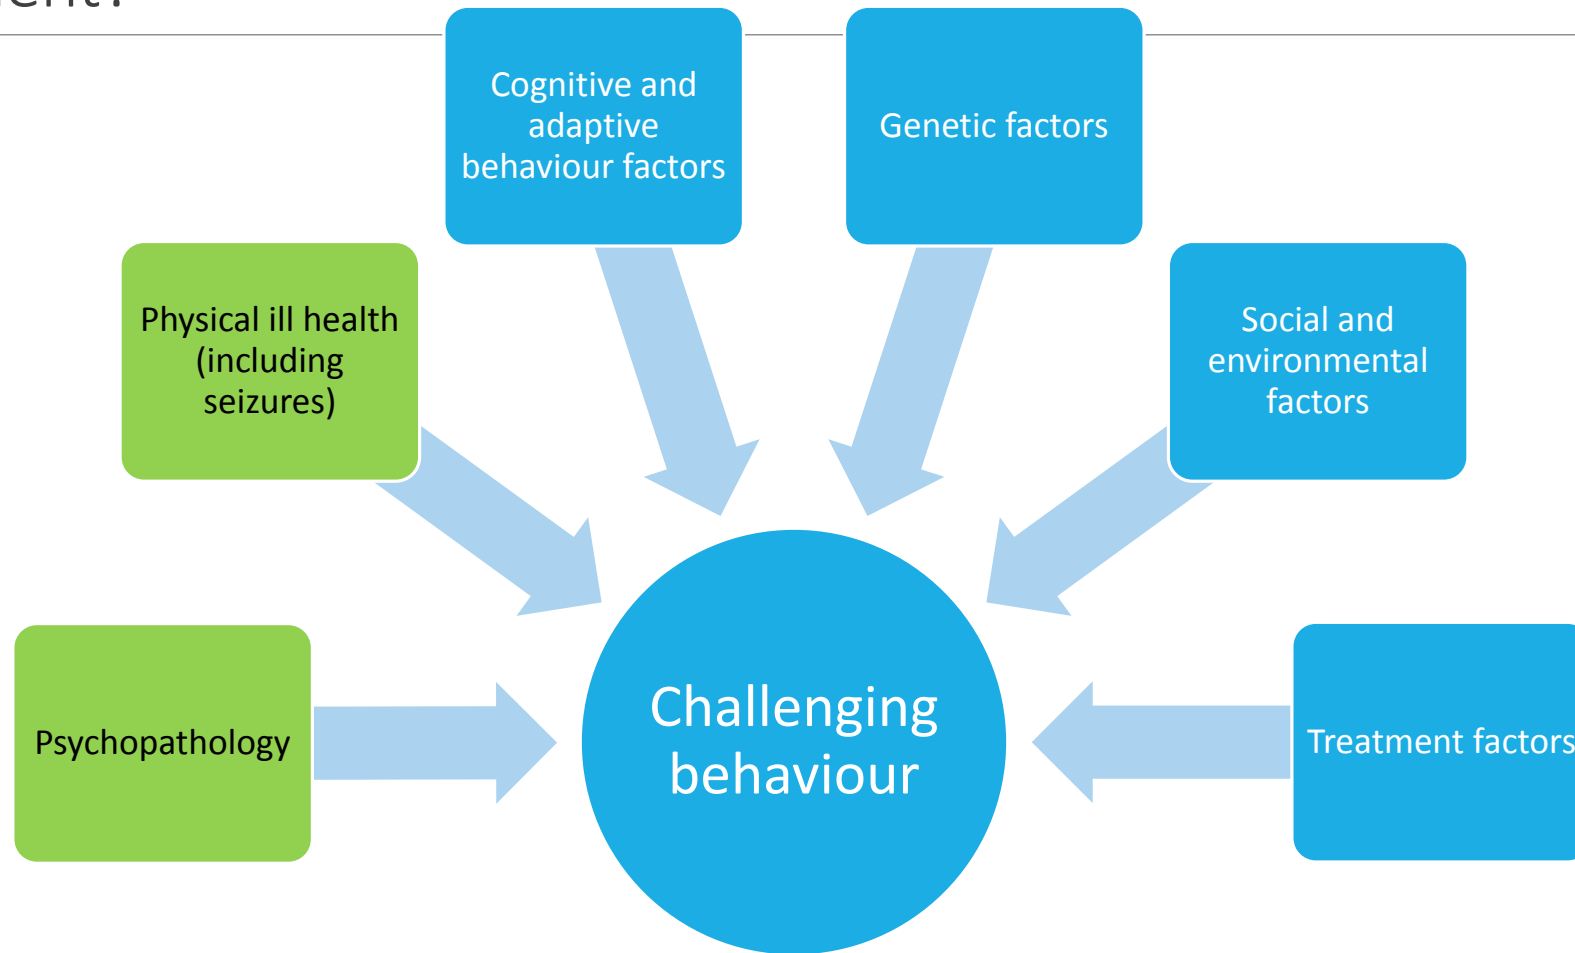 Cognitive and
adaptive
behaviour factors
Genetic factors
Physical ill health
(including
seizures)
Social and
environmental
factors
Psychopathology
Challenging
behaviour
Treatment factors